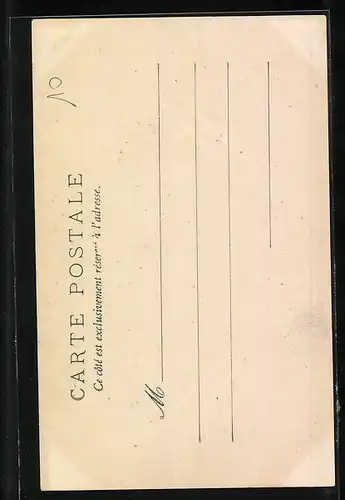 10
CARTE POSTALE
Ce côté est exclusivement réservé à l'adresse.
M